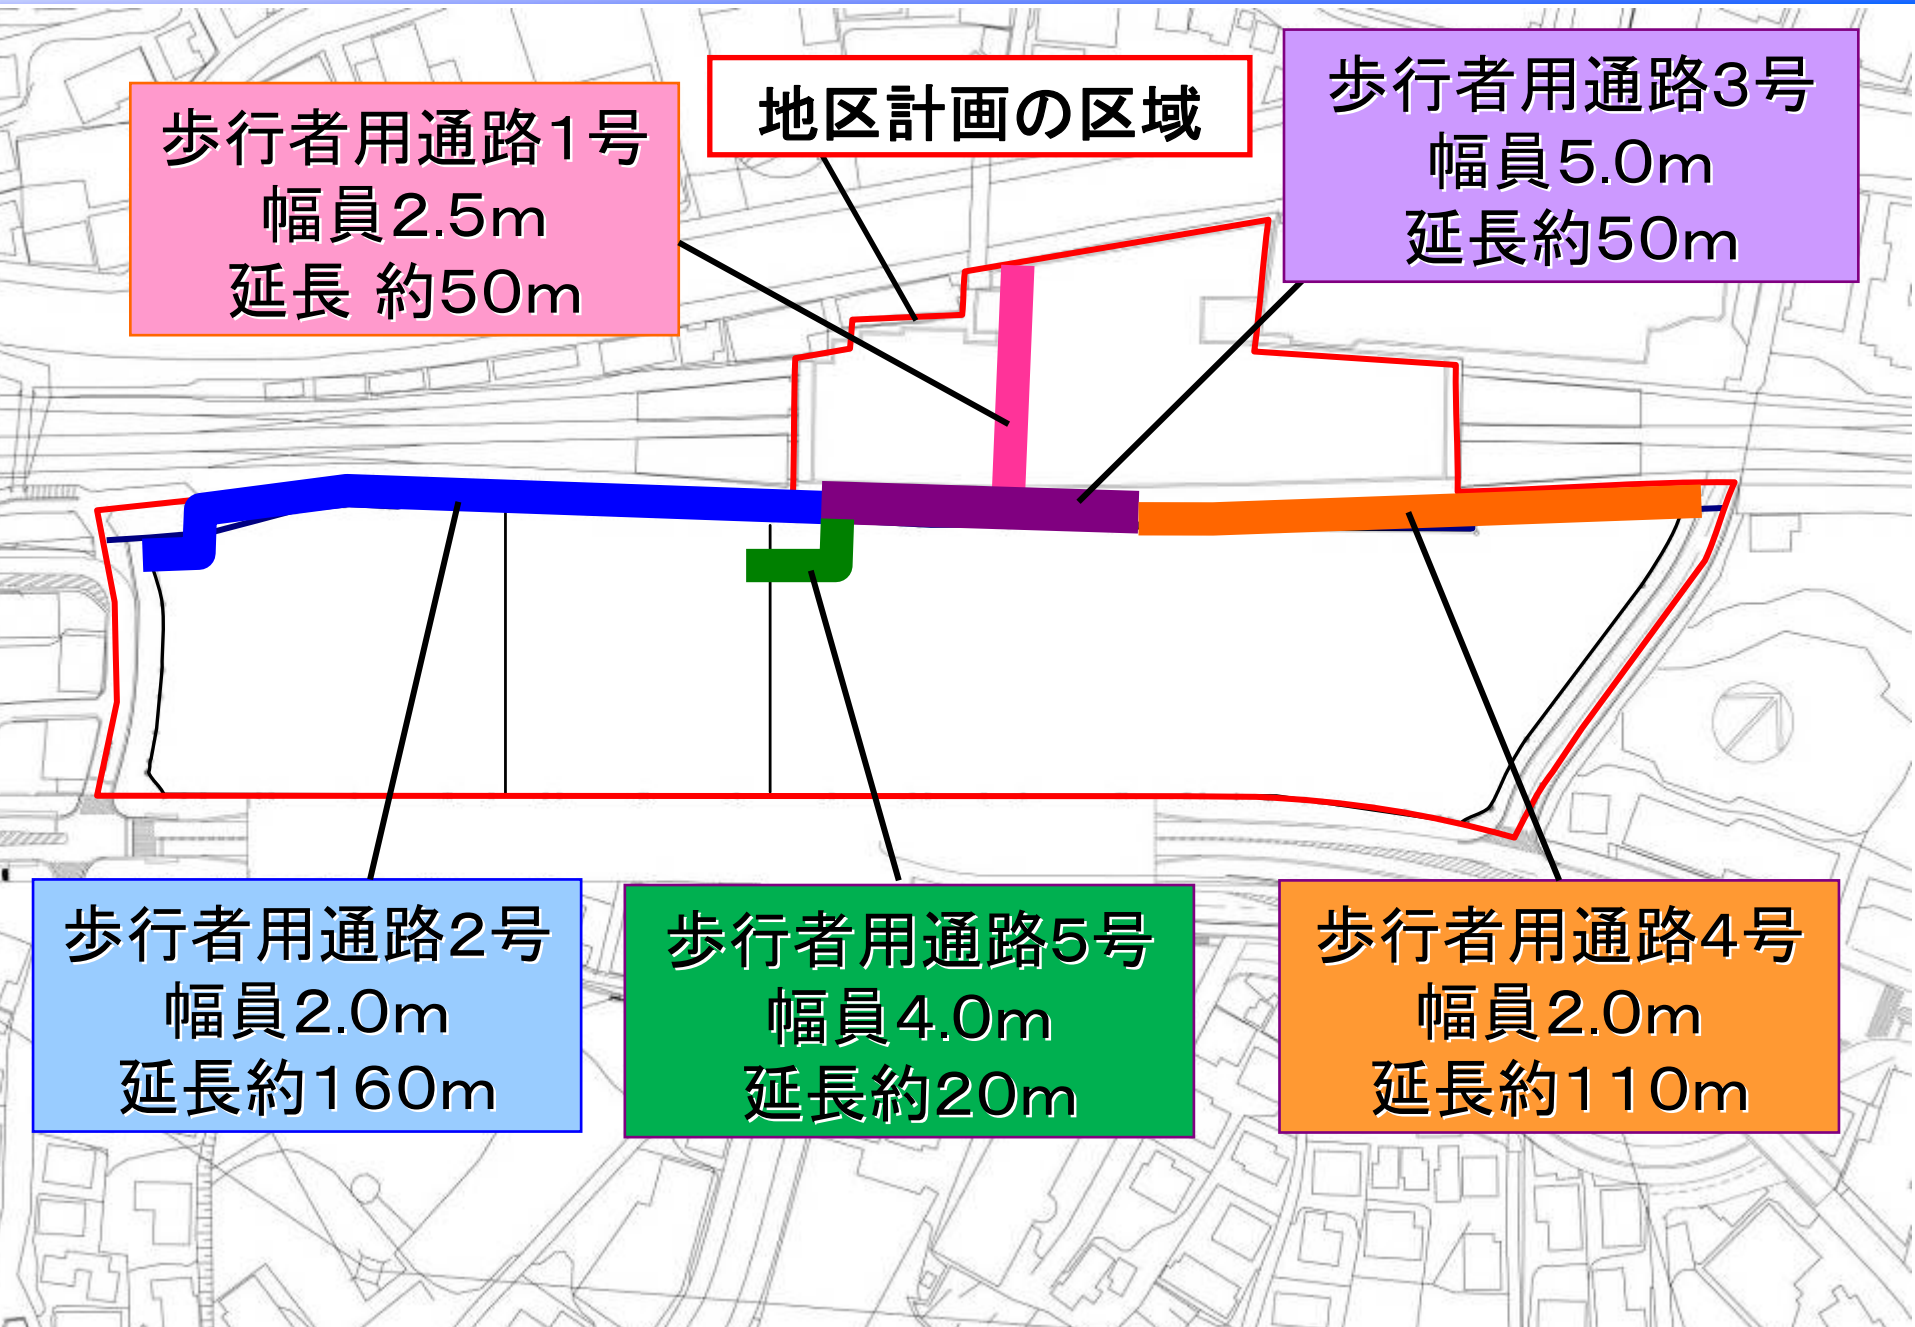 地区計画の区域
歩行者用通路1号
幅員2.5m
延長 約50m
歩行者用通路3号
幅員5.0m
延長約50m
歩行者用通路2号
幅員2.0m
延長約160m
歩行者用通路5号
幅員4.0m
延長約20m
歩行者用通路4号
幅員2.0m
延長約110m